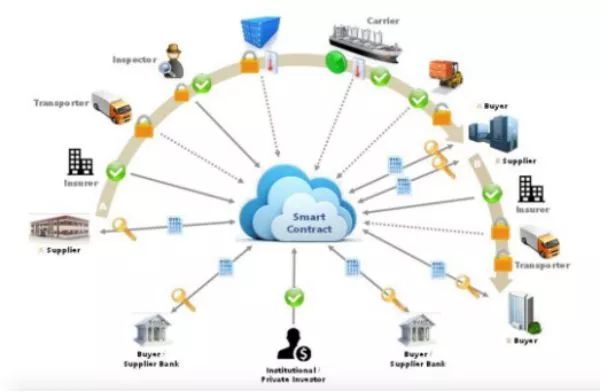 Carrier
Inspector
Transporter
A Buyer
B Supplier
Insurer
Insurer
A
B
Smart
Contract
Transporter
A Supplier
B Buyer
Buyer /
Supplier Bank
Buyer /
Supplier Bank
Institutional /
Private Investor